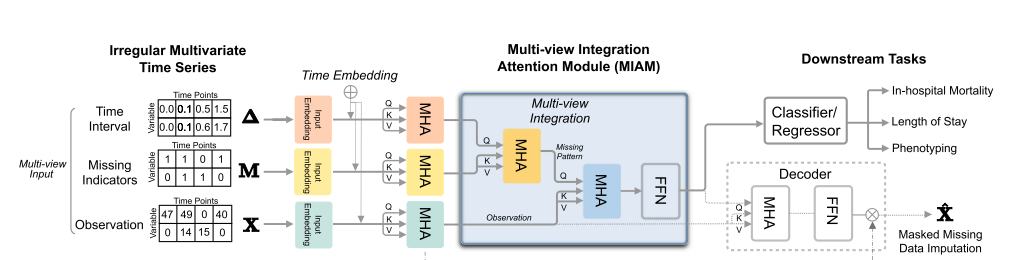 Irregular Multivariate
Time Series
Multi-view Integration
Attention Module (MIAM)
Downstream Tasks
Time Embedding
Multi-view
Input
Time
Interval
Time Points
Variable
0.0 0.1 0.5 1.5
0.0 0.1 0.6 1.7
Δ
Input
Embedding
Q
K
V
MHA
Missing
Indicators
Time Points
Variable
1 1 0 1
0 1 1 0
M
Input
Embedding
Q
K
V
MHA
Observation
Time Points
Variable
47 49 0 40
0 14 15 0
X
Input
Embedding
Q
K
V
MHA
Multi-view
Integration
Q
K
V
MHA
Missing
Pattern
Observation
Q
K
V
MHA
FFN
Classifier/
Regressor
In-hospital Mortality
Length of Stay
Phenotyping
Decoder
Q
K
V
MHA
FFN
X̂
Masked Missing
Data Imputation